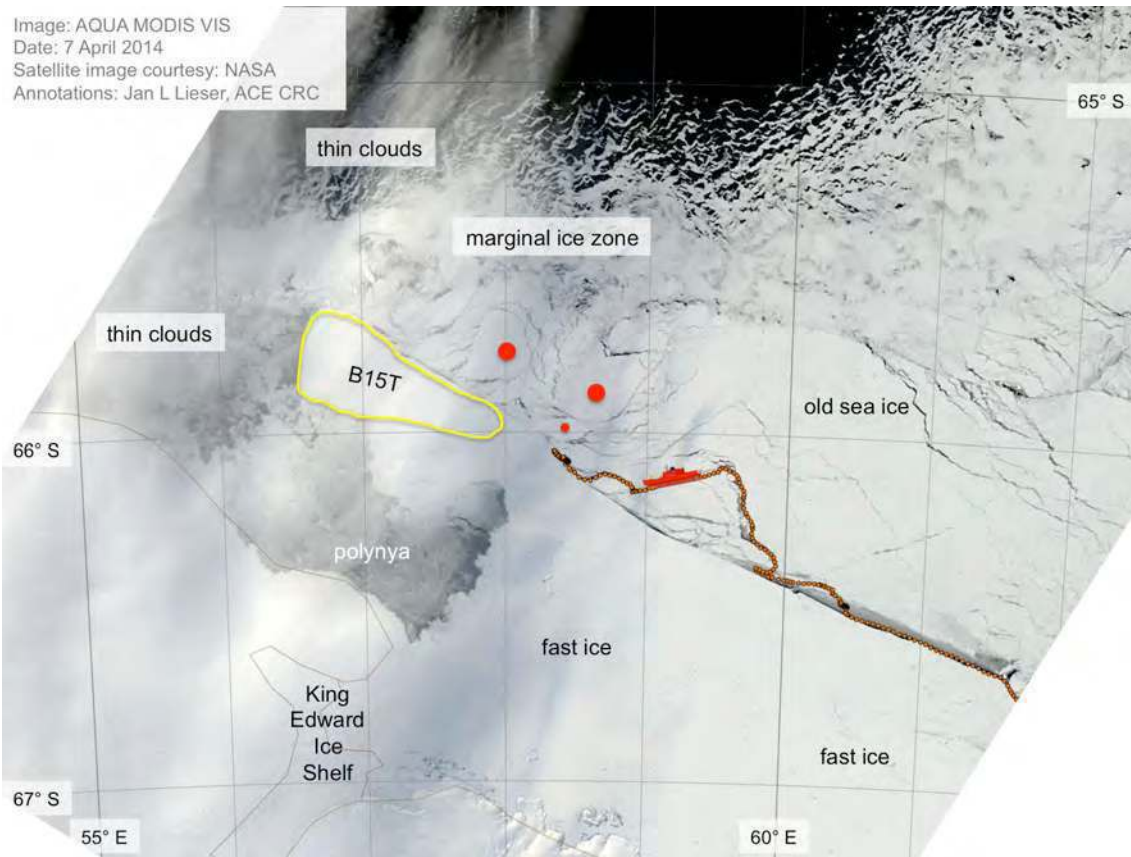 Image: AQUA MODIS VIS
Date: 7 April 2014
Satellite image courtesy: NASA
Annotations: Jan L Lieser, ACE CRC
65° S
thin clouds
marginal ice zone
thin clouds
B15T
old sea ice
66° S
polynya
fast ice
King
Edward
Ice
Shelf
fast ice
67° S
55° E
60° E